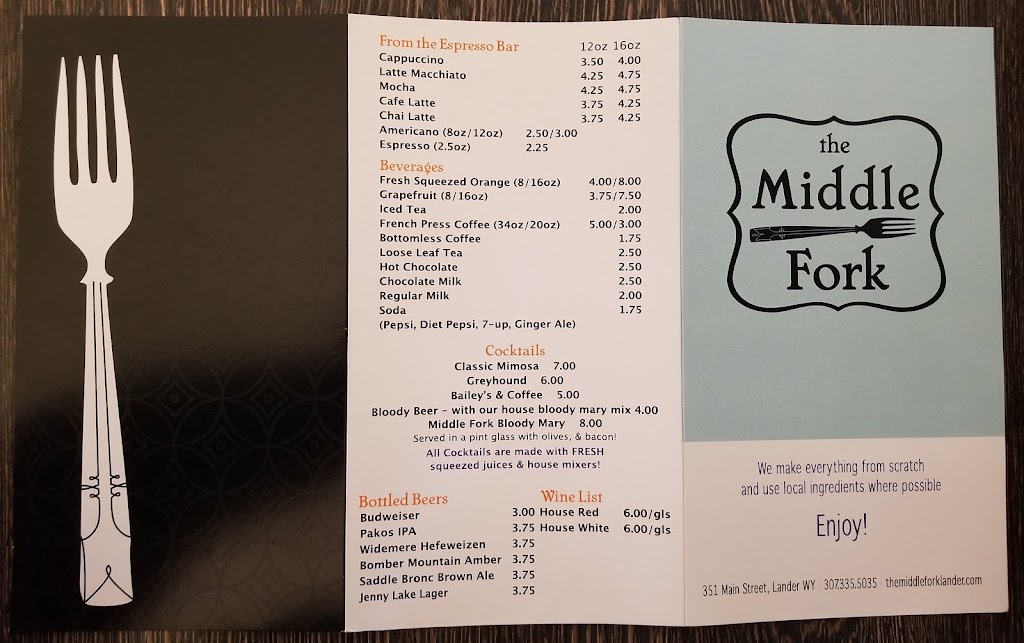 From the Espresso Bar 12oz 16oz
Cappuccino 3.50 4.00
Latte Macchiato 4.25 4.75
Mocha 4.25 4.75
Cafe Latte 3.75 4.25
Chai Latte 3.75 4.25
Americano (8oz/12oz) 2.50/3.00
Espresso (2.5oz) 2.25
Beverages
Fresh Squeezed Orange (8/16oz) 4.00/8.00
Grapefruit (8/16oz) 3.75/7.50
Iced Tea 2.00
French Press Coffee (34oz/20oz) 5.00/3.00
Bottomless Coffee 1.75
Loose Leaf Tea 2.50
Hot Chocolate 2.50
Chocolate Milk 2.50
Regular Milk 2.00
Soda 1.75
(Pepsi, Diet Pepsi, 7-up, Ginger Ale)
Cocktails
Classic Mimosa 7.00
Greyhound 6.00
Bailey's & Coffee 5.00
Bloody Beer - with our house bloody mary mix 4.00
Middle Fork Bloody Mary 8.00
Served in a pint glass with olives, & bacon!
All Cocktails are made with FRESH
squeezed juices & house mixers!
Bottled Beers
Budweiser 3.00
Pakos IPA 3.75
Widemere Hefeweizen 3.75
Bomber Mountain Amber 3.75
Saddle Bronc Brown Ale 3.75
Jenny Lake Lager 3.75
Wine List
House Red 6.00/gls
House White 6.00/gls
the
Middle
Fork
We make everything from scratch
and use local ingredients where possible
Enjoy!
351 Main Street, Lander WY 307.335.5035 themiddleforklander.com